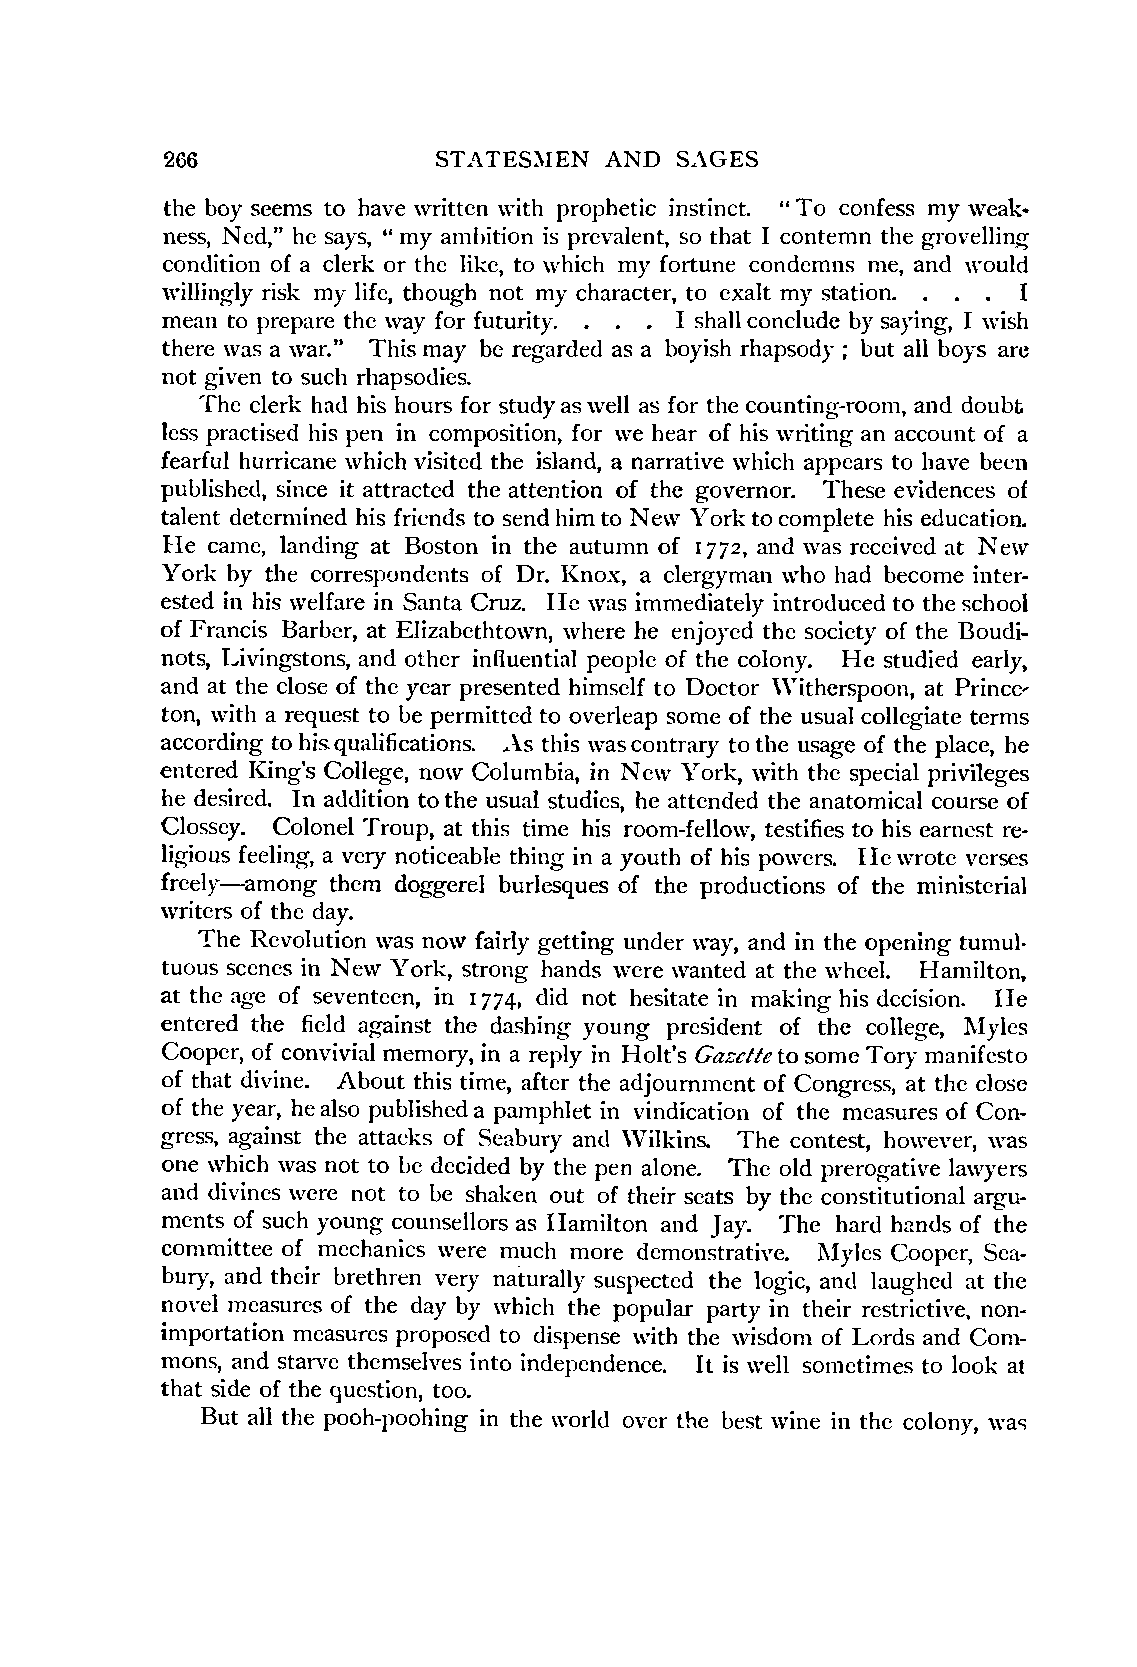 266 STATESMEN AND SAGES
the boy seems to have written with prophetic instinct. “To confess my weak-
ness, Ned,” he says, “my ambition is prevalent, so that I contemn the grovelling
condition of a clerk or the like, to which my fortune condemns me, and would
willingly risk my life, though not my character, to exalt my station. . . . I
mean to prepare the way for futurity. . . . I shall conclude by saying, I wish
there was a war.” This may be regarded as a boyish rhapsody ; but all boys are
not given to such rhapsodies.
The clerk had his hours for study as well as for the counting-room, and doubt
less practised his pen in composition, for we hear of his writing an account of a
fearful hurricane which visited the island, a narrative which appears to have been
published, since it attracted the attention of the governor. These evidences of
talent determined his friends to send him to New York to complete his education.
He came, landing at Boston in the autumn of 1772, and was received at New
York by the correspondents of Dr. Knox, a clergyman who had become inter-
ested in his welfare in Santa Cruz. He was immediately introduced to the school
of Francis Barber, at Elizabethtown, where he enjoyed the society of the Boudi-
nots, Livingstons, and other influential people of the colony. He studied early,
and at the close of the year presented himself to Doctor Witherspoon, at Prince-
ton, with a request to be permitted to overleap some of the usual collegiate terms
according to his qualifications. As this was contrary to the usage of the place, he
entered King's College, now Columbia, in New York, with the special privileges
he desired. In addition to the usual studies, he attended the anatomical course of
Clossey. Colonel Troup, at this time his room-fellow, testifies to his earnest re-
ligious feeling, a very noticeable thing in a youth of his powers. He wrote verses
freely—among them doggerel burlesques of the productions of the ministerial
writers of the day.
The Revolution was now fairly getting under way, and in the opening tumul-
tuous scenes in New York, strong hands were wanted at the wheel. Hamilton,
at the age of seventeen, in 1774, did not hesitate in making his decision. He
entered the field against the dashing young president of the college, Myles
Cooper, of convivial memory, in a reply in Holt's Gazette to some Tory manifesto
of that divine. About this time, after the adjournment of Congress, at the close
of the year, he also published a pamphlet in vindication of the measures of Con-
gress, against the attacks of Seabury and Wilkins. The contest, however, was
one which was not to be decided by the pen alone. The old prerogative lawyers
and divines were not to be shaken out of their seats by the constitutional argu-
ments of such young counsellors as Hamilton and Jay. The hard hands of the
committee of mechanics were much more demonstrative. Myles Cooper, Sea-
bury, and their brethren very naturally suspected the logic, and laughed at the
novel measures of the day by which the popular party in their restrictive, non-
importation measures proposed to dispense with the wisdom of Lords and Com-
mons, and starve themselves into independence. It is well sometimes to look at
that side of the question, too.
But all the pooh-poohing in the world over the best wine in the colony, was